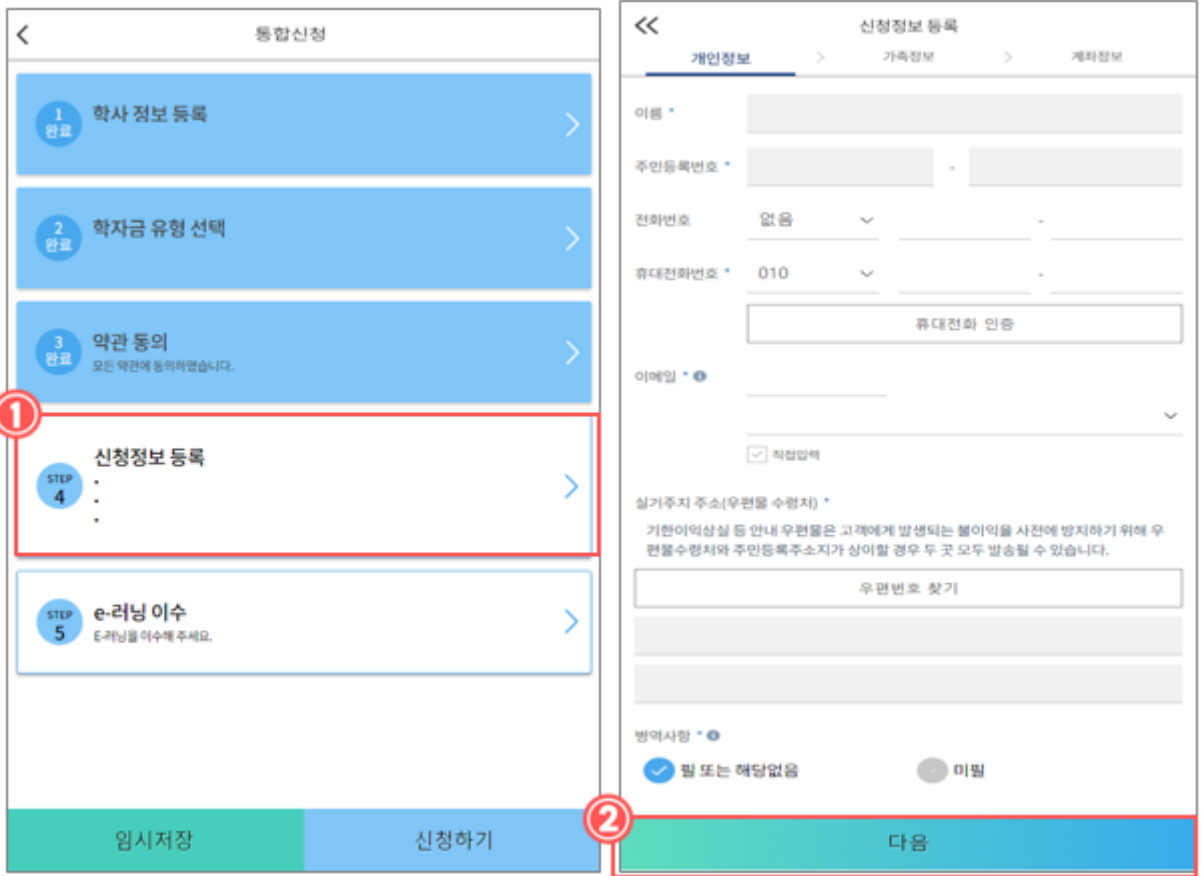 통합신청
1
완료
학사 정보 등록
2
완료
학자금 유형 선택
3
완료
약관 동의
모든 약관에 동의하였습니다.
1
STEP
4
신청정보 등록
STEP
5
e-러닝 이수
E-러닝을 이수해 주세요.
임시저장
신청하기
신청정보 등록
개인정보 > 가족정보 > 계좌정보
이름 *
주민등록번호 * -
전화번호 없음 -
휴대전화번호 * 010 -
휴대전화 인증
이메일 *
직접입력
실거주지 주소(우편물 수령처) *
기한이익상실 등 안내 우편물은 고객에게 발생되는 불이익을 사전에 방지하기 위해 우
편물수령처와 주민등록주소지가 상이할 경우 두 곳 모두 발송될 수 있습니다.
우편번호 찾기
병역사항 *
필 또는 해당없음
미필
2
다음